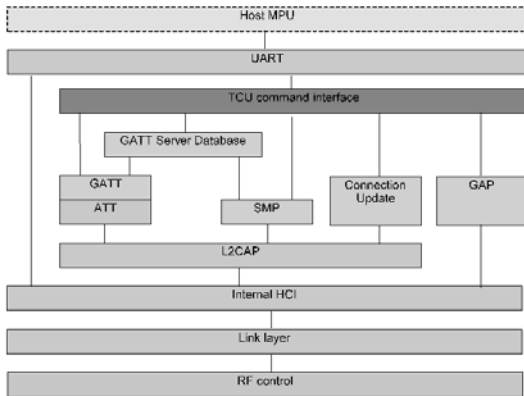 Host MPU
UART
TCU command interface
GATT Server Database
GATT
ATT
SMP
Connection
Update
GAP
L2CAP
Internal HCI
Link layer
RF control